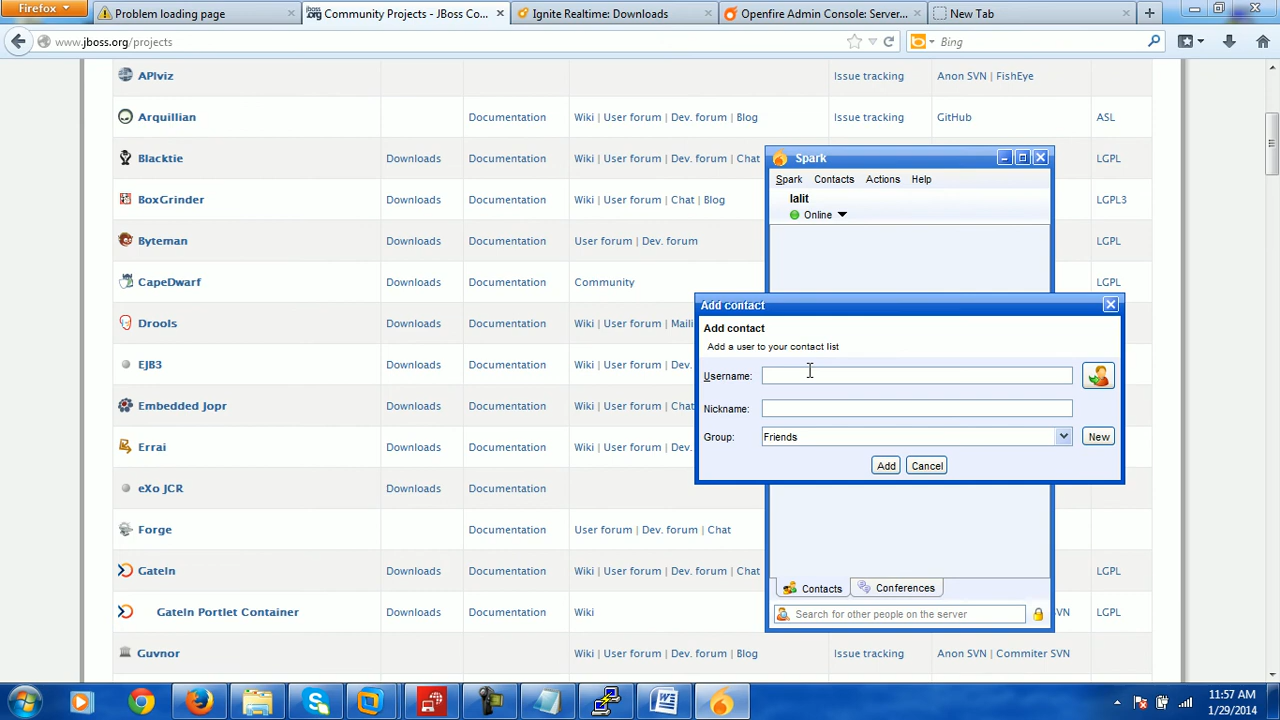 Firefox
Problem loading page
jboss.org Community Projects - JBoss Co...
Ignite Realtime: Downloads
Openfire Admin Console: Server...
New Tab
www.jboss.org/projects
Bing
APIviz Issue tracking Anon SVN | FishEye
Arquillian Documentation Wiki | User forum | Dev. forum | Blog Issue tracking GitHub ASL
Blacktie Downloads Documentation Wiki | User forum | Dev. forum | Chat LGPL
BoxGrinder Downloads Documentation Wiki | User forum | Chat | Blog LGPL3
Byteman Downloads Documentation User forum | Dev. forum LGPL
CapeDwarf Downloads Documentation Community LGPL
Drools Downloads Documentation Wiki | User forum | Maili
EJB3 Downloads Documentation Wiki | User forum | Dev.
Embedded Jopr Downloads Documentation Wiki | User forum | Chat
Errai Downloads Documentation Wiki | User forum | Dev.
eXo JCR Downloads Documentation LGPL
Forge Documentation User forum | Dev. forum | Chat
GateIn Downloads Documentation Wiki | User forum | Dev. forum | Chat LGPL
GateIn Portlet Container Downloads Documentation Wiki VN LGPL
Guvnor Wiki | User forum | Dev. forum | Blog Issue tracking Anon SVN | Commiter SVN
Spark
Spark Contacts Actions Help
lalit
Online
Add contact
Add contact
Add a user to your contact list
Username:
Nickname:
Group: Friends New
Add Cancel
Contacts Conferences
Search for other people on the server
11:57 AM
1/29/2014